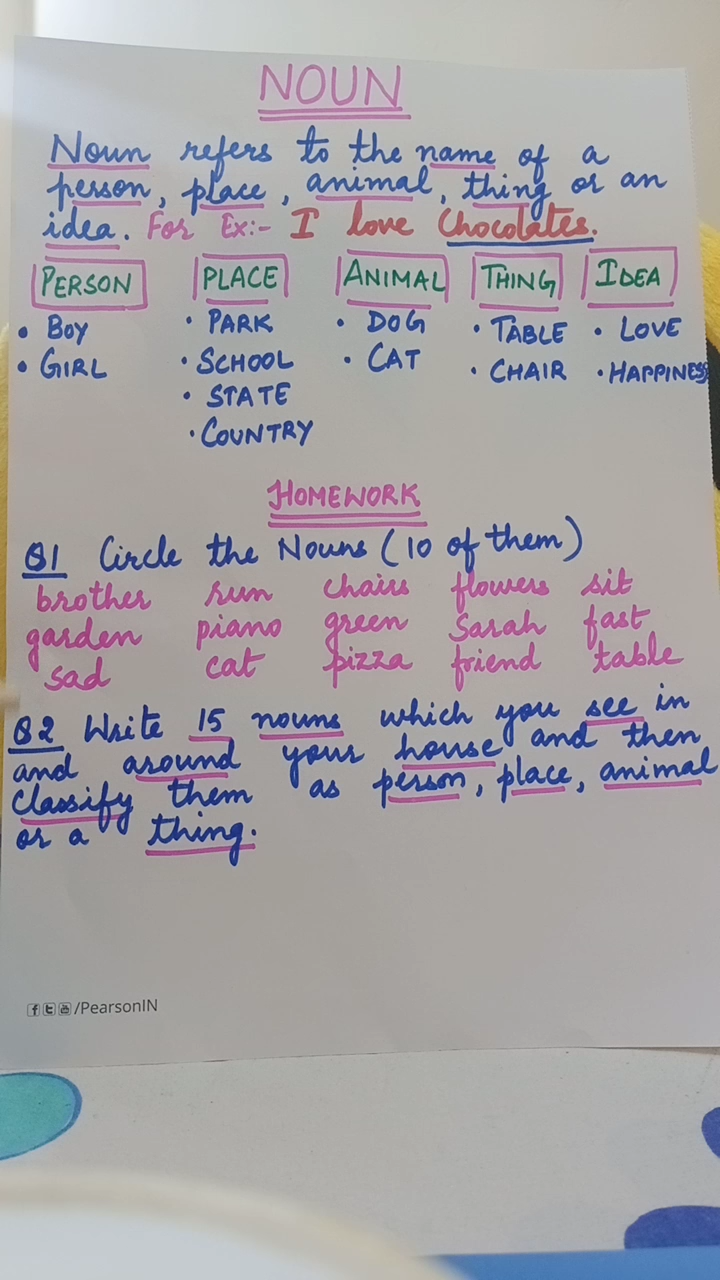 NOUN
Noun refers to the name of a
person, place, animal, thing or an
idea. For Ex:- I love Chocolates.
PERSON PLACE ANIMAL THING IDEA
• BOY • PARK • DOG • TABLE • LOVE
• GIRL • SCHOOL • CAT • CHAIR • HAPPINESS
• STATE
• COUNTRY
HOMEWORK
Q1 Circle the Nouns (10 of them)
brother run chairs flowers sit
garden piano green Sarah fast
sad cat pizza friend table
Q2 Write 15 nouns which you see in
and around your house and then
classify them as person, place, animal
or a thing.
/PearsonIN